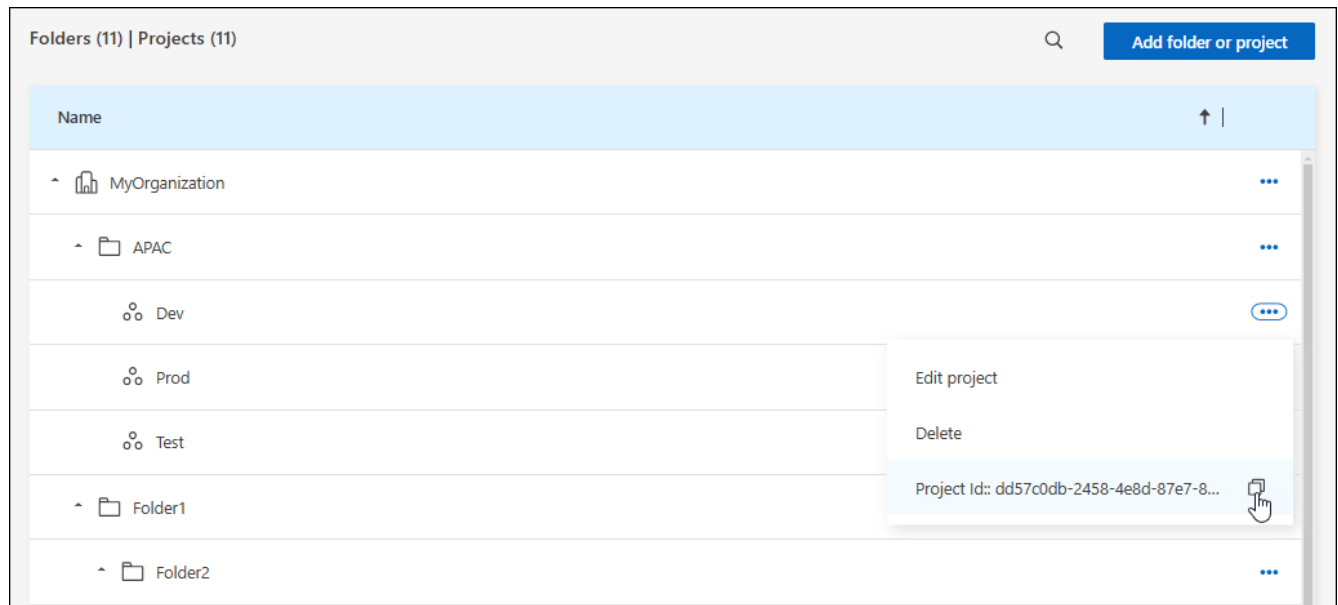 Folders (11) | Projects (11)
Add folder or project
Name
MyOrganization
APAC
Dev
Prod
Edit project
Delete
Test
Project Id:: dd57c0db-2458-4e8d-87e7-8...
Folder1
Folder2